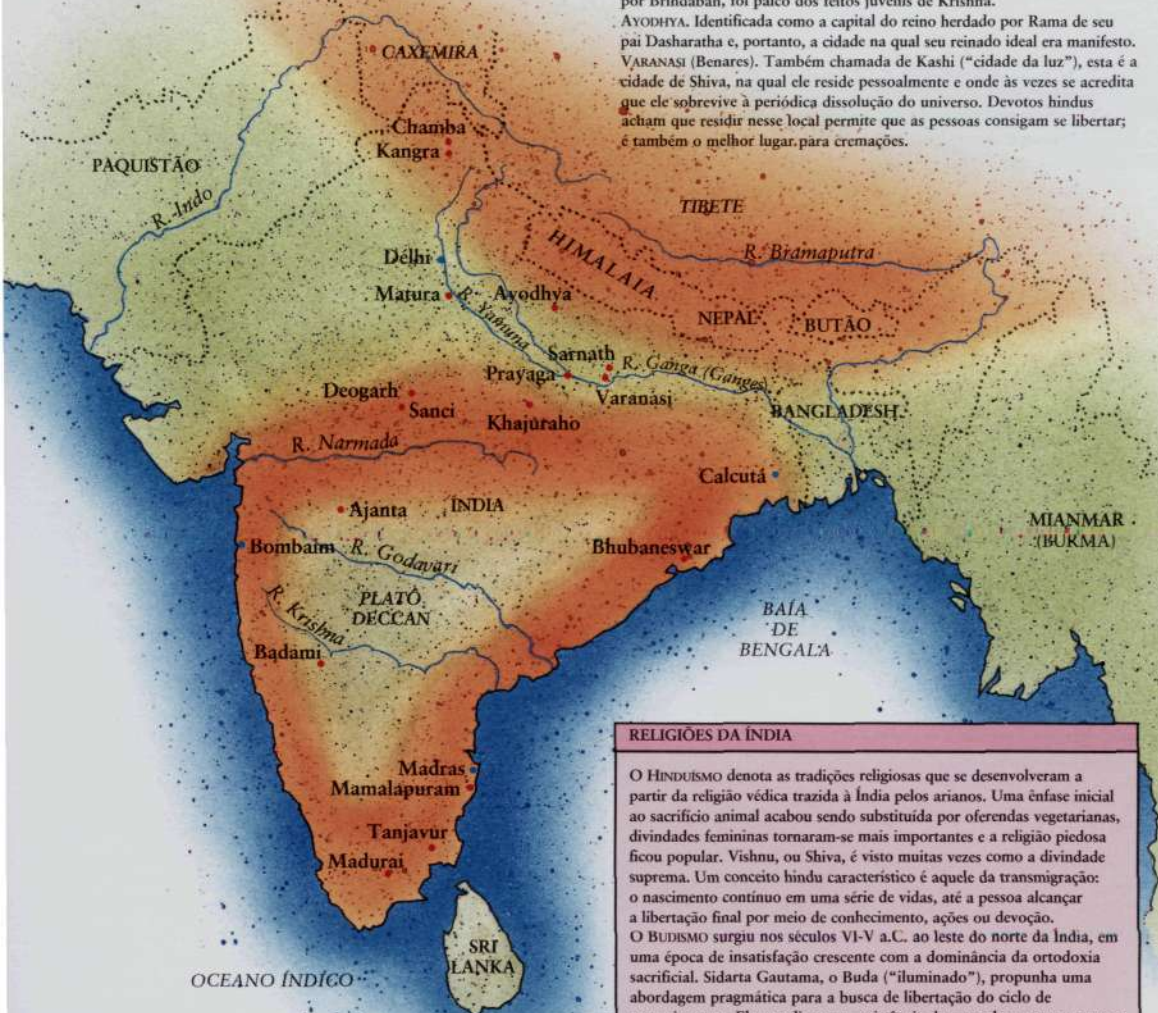 por Brindaban, foi palco dos feitos juvenis de Krishna.
AYODHYA. Identificada como a capital do reino herdado por Rama de seu
pai Dasharatha e, portanto, a cidade na qual seu reinado ideal era manifesto.
VARANASI (Benares). Também chamada de Kashi (“cidade da luz”), esta é a
cidade de Shiva, na qual ele reside pessoalmente e onde às vezes se acredita
que ele sobrevive à periódica dissolução do universo. Devotos hindus
acham que residir nesse local permite que as pessoas consigam se libertar;
é também o melhor lugar para cremações.
CAXEMIRA
Chamba
Kangra
PAQUISTÃO
R. Indo
TIBETE
HIMALAIA
R. Bramaputra
Délhi
Matura
R. Yamuna
Ayodhya
NEPAL
BUTÃO
Sarnath
Prayaga
R. Ganga (Ganges)
Varanasi
Deogarh
Sanci
Khajuraho
BANGLADESH
R. Narmada
Calcutá
Ajanta
ÍNDIA
MIANMAR
(BURMA)
Bombaim
R. Godavari
Bhubaneswar
PLATÔ
DECCAN
R. Krishna
Badami
BAÍA
DE
BENGALA
Madras
Mamalapuram
Tanjavur
Madurai
SRI
LANKA
OCEANO ÍNDICO
RELIGIÕES DA ÍNDIA
O HINDUÍSMO denota as tradições religiosas que se desenvolveram a
partir da religião védica trazida à Índia pelos arianos. Uma ênfase inicial
ao sacrifício animal acabou sendo substituída por oferendas vegetarianas,
divindades femininas tornaram-se mais importantes e a religião piedosa
ficou popular. Vishnu, ou Shiva, é visto muitas vezes como a divindade
suprema. Um conceito hindu característico é aquele da transmigração:
o nascimento contínuo em uma série de vidas, até a pessoa alcançar
a libertação final por meio de conhecimento, ações ou devoção.
O BUDISMO surgiu nos séculos VI-V a.C. ao leste do norte da Índia, em
uma época de insatisfação crescente com a dominância da ortodoxia
sacrificial. Sidarta Gautama, o Buda (“iluminado”), propunha uma
abordagem pragmática para a busca de libertação do ciclo de